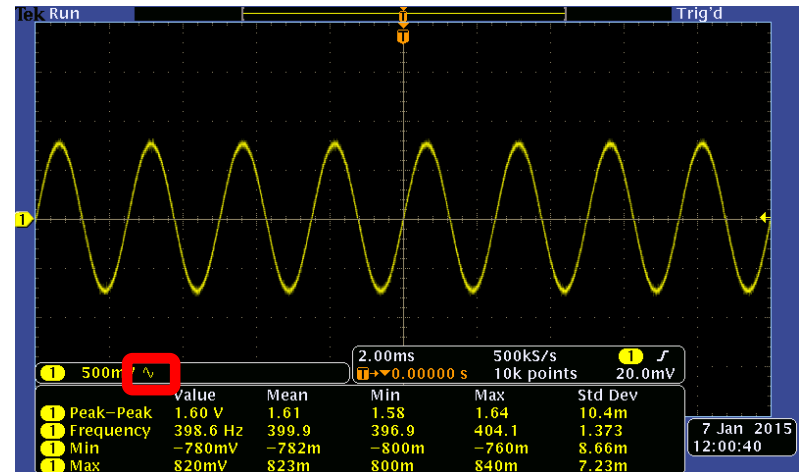 Tek Run Trig'd
T
T
1
1 500m ∿ 2.00ms 500kS/s 1 ∫
T→▼0.00000 s 10k points 20.0mV
Value Mean Min Max Std Dev
1 Peak–Peak 1.60 V 1.61 1.58 1.64 10.4m
1 Frequency 398.6 Hz 399.9 396.9 404.1 1.373
1 Min –780mV –782m –800m –760m 8.66m
1 Max 820mV 823m 800m 840m 7.23m
7 Jan 2015
12:00:40